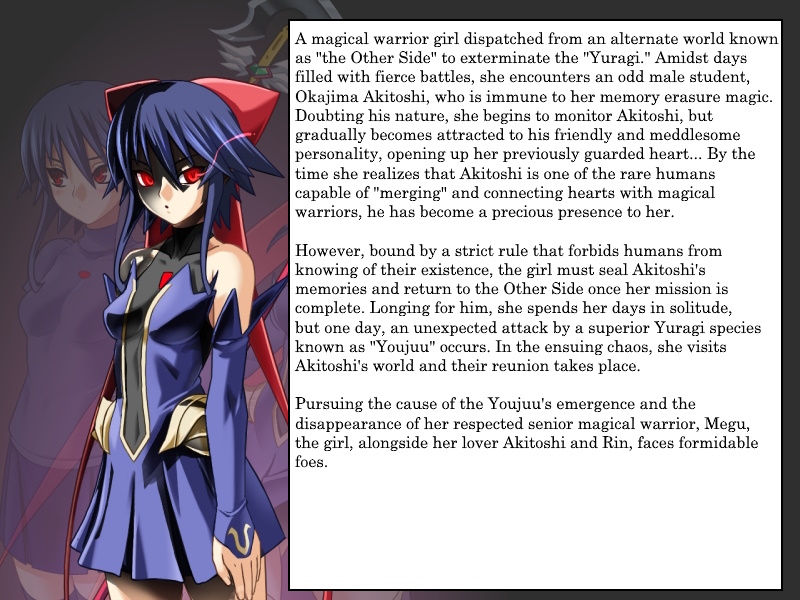 A magical warrior girl dispatched from an alternate world known
as "the Other Side" to exterminate the "Yuragi." Amidst days
filled with fierce battles, she encounters an odd male student,
Okajima Akitoshi, who is immune to her memory erasure magic.
Doubting his nature, she begins to monitor Akitoshi, but
gradually becomes attracted to his friendly and meddlesome
personality, opening up her previously guarded heart... By the
time she realizes that Akitoshi is one of the rare humans
capable of "merging" and connecting hearts with magical
warriors, he has become a precious presence to her.

However, bound by a strict rule that forbids humans from
knowing of their existence, the girl must seal Akitoshi's
memories and return to the Other Side once her mission is
complete. Longing for him, she spends her days in solitude,
but one day, an unexpected attack by a superior Yuragi species
known as "Youjuu" occurs. In the ensuing chaos, she visits
Akitoshi's world and their reunion takes place.

Pursuing the cause of the Youjuu's emergence and the
disappearance of her respected senior magical warrior, Megu,
the girl, alongside her lover Akitoshi and Rin, faces formidable
foes.